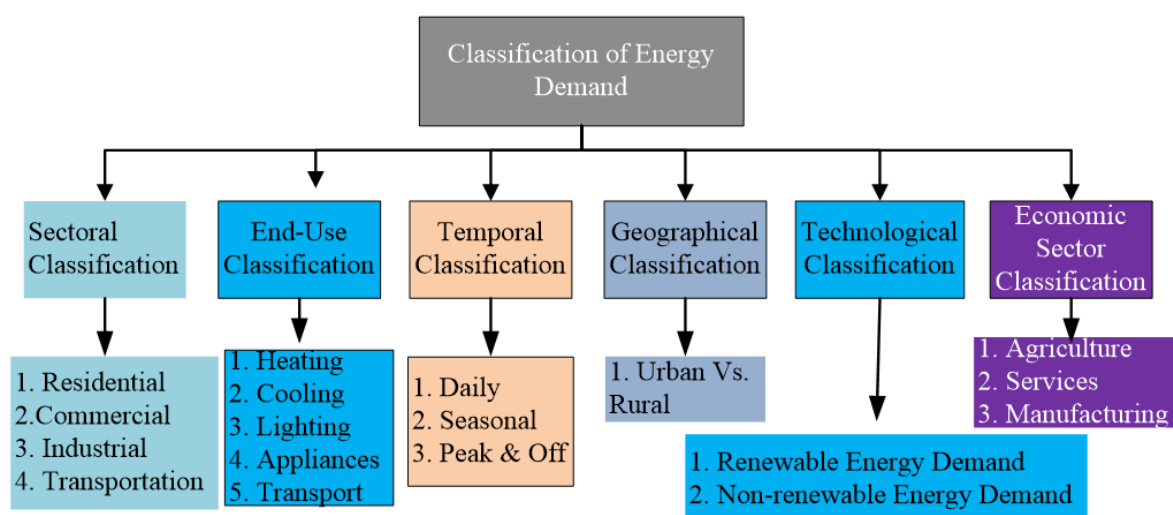 Classification of Energy
Demand
Sectoral
Classification
End-Use
Classification
Temporal
Classification
Geographical
Classification
Technological
Classification
Economic
Sector
Classification
1. Residential
2.Commercial
3. Industrial
4. Transportation
1. Heating
2. Cooling
3. Lighting
4. Appliances
5. Transport
1. Daily
2. Seasonal
3. Peak & Off
1. Urban Vs.
Rural
1. Renewable Energy Demand
2. Non-renewable Energy Demand
1. Agriculture
2. Services
3. Manufacturing